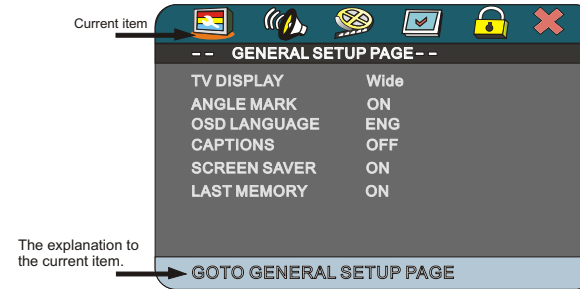 Current item
-- GENERAL SETUP PAGE--
TV DISPLAY Wide
ANGLE MARK ON
OSD LANGUAGE ENG
CAPTIONS OFF
SCREEN SAVER ON
LAST MEMORY ON
The explanation to
the current item.
GOTO GENERAL SETUP PAGE